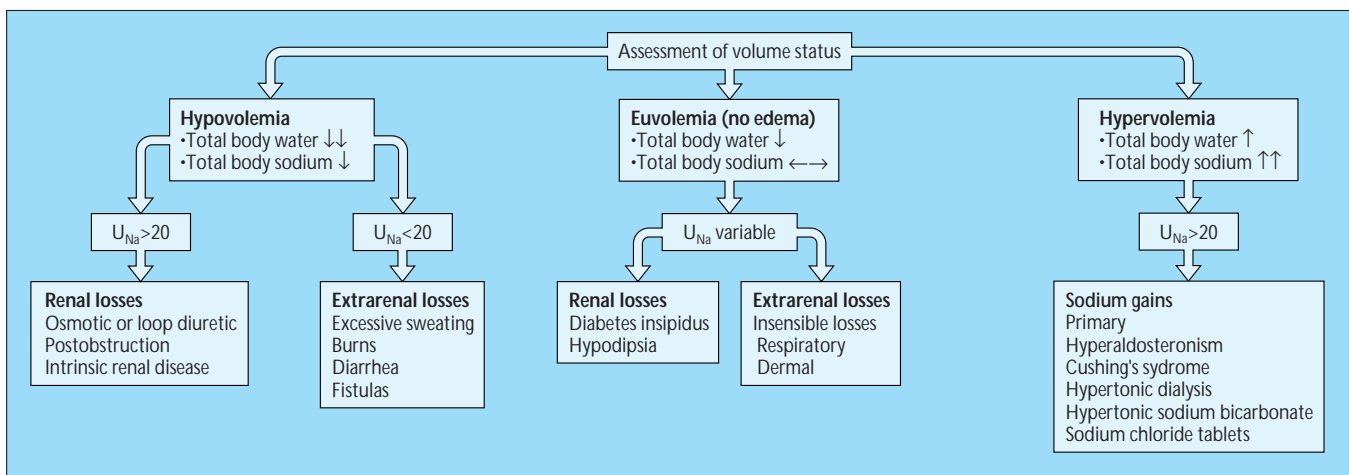 Assessment of volume status
Hypovolemia
•Total body water ↓↓
•Total body sodium ↓
Euvolemia (no edema)
•Total body water ↓
•Total body sodium ←→
Hypervolemia
•Total body water ↑
•Total body sodium ↑↑
UNa>20
UNa<20
UNa variable
UNa>20
Renal losses
Osmotic or loop diuretic
Postobstruction
Intrinsic renal disease
Extrarenal losses
Excessive sweating
Burns
Diarrhea
Fistulas
Renal losses
Diabetes insipidus
Hypodipsia
Extrarenal losses
Insensible losses
Respiratory
Dermal
Sodium gains
Primary
Hyperaldosteronism
Cushing's sydrome
Hypertonic dialysis
Hypertonic sodium bicarbonate
Sodium chloride tablets